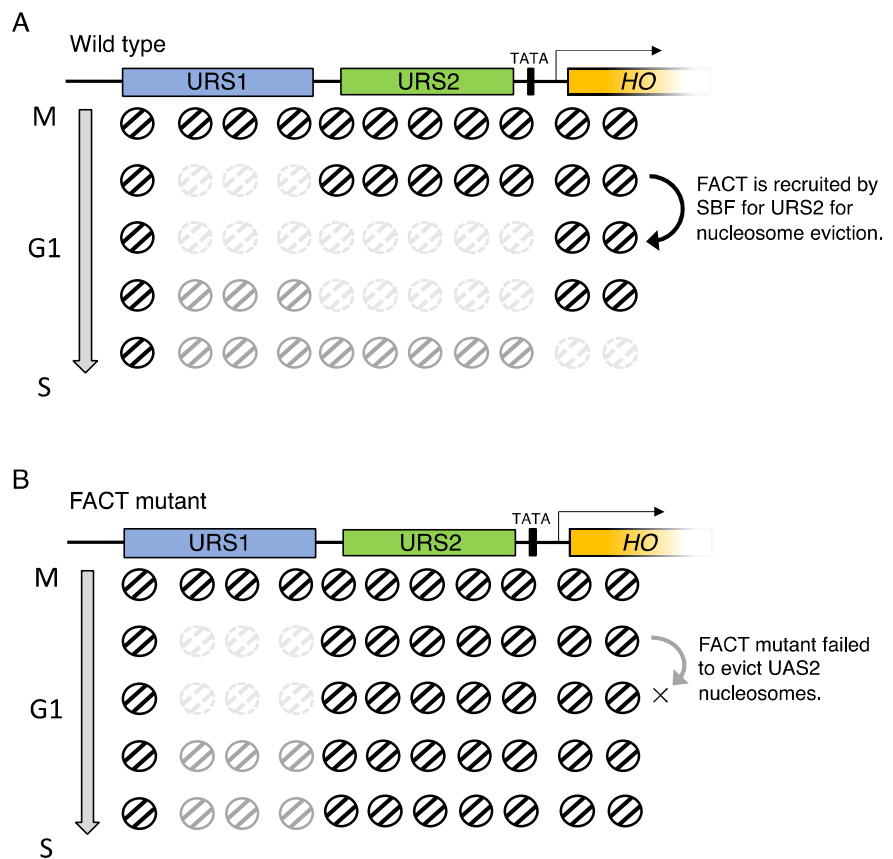 A
Wild type
TATA
URS1
URS2
HO
M
FACT is recruited by
SBF for URS2 for
nucleosome eviction.
G1
S
B
FACT mutant
TATA
URS1
URS2
HO
M
FACT mutant failed
to evict UAS2
nucleosomes.
G1
S